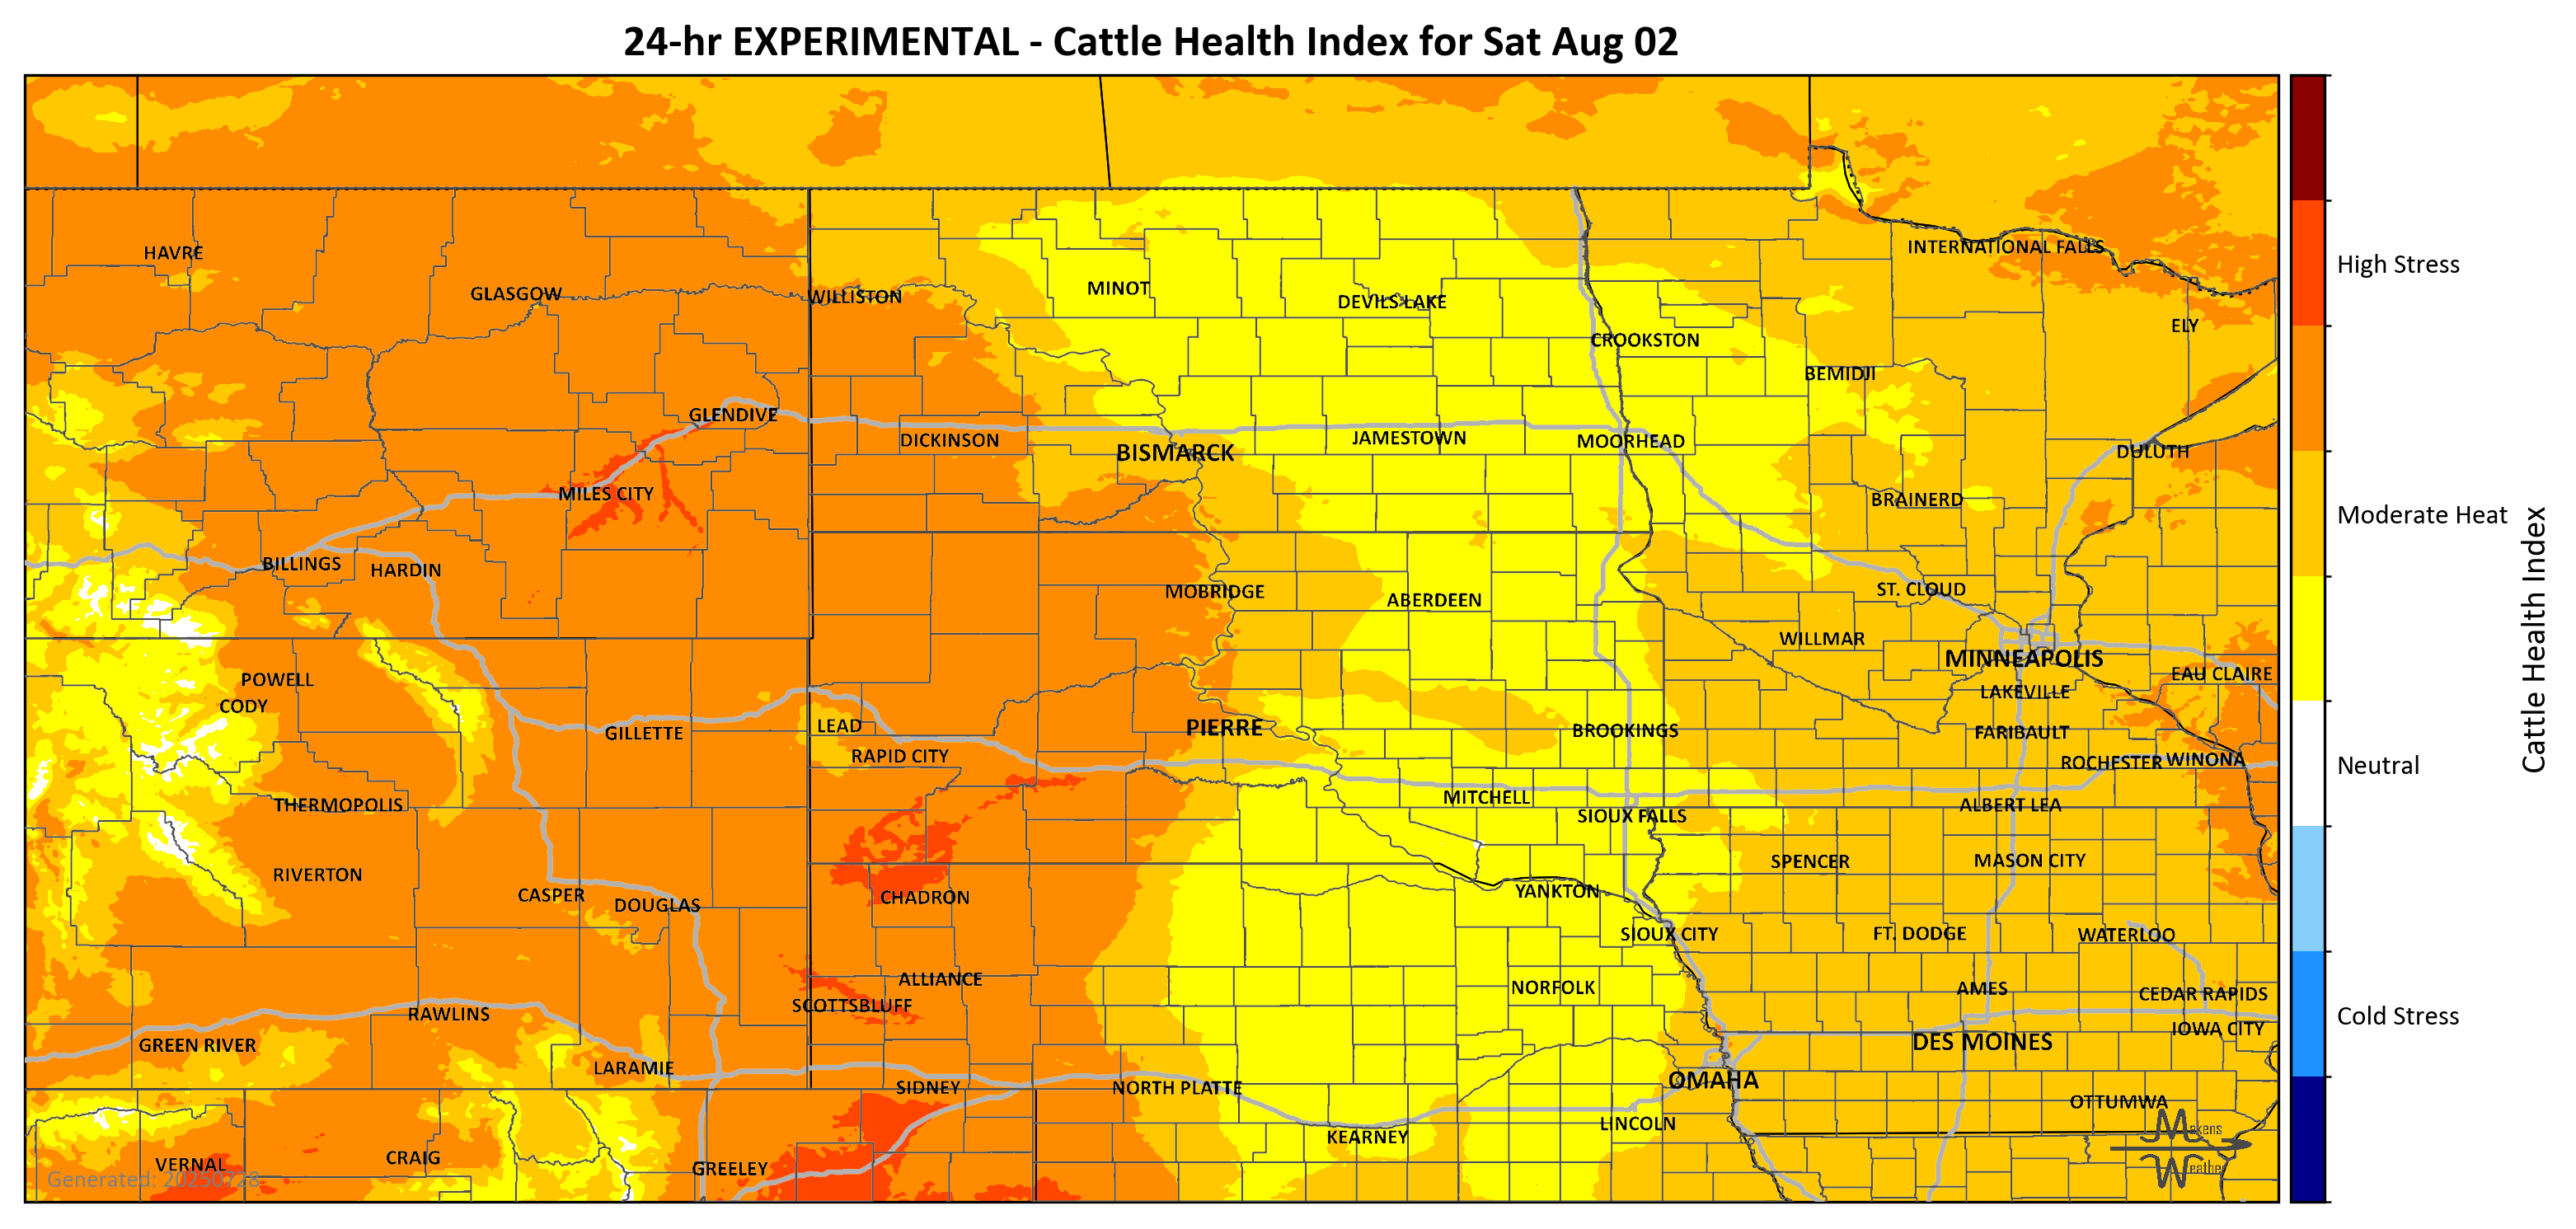 24-hr EXPERIMENTAL - Cattle Health Index for Sat Aug 02
HAVRE
INTERNATIONAL FALLS
High Stress
GLASGOW
WILLISTON
MINOT
DEVILS LAKE
ELY
CROOKSTON
BEMIDJI
GLENDIVE
DICKINSON
BISMARCK
JAMESTOWN
MOORHEAD
DULUTH
MILES CITY
BRAINERD
Moderate Heat
BILLINGS
HARDIN
MOBRIDGE
ABERDEEN
ST. CLOUD
WILLMAR
MINNEAPOLIS
POWELL
EAU CLAIRE
CODY
LAKEVILLE
GILLETTE
LEAD
PIERRE
BROOKINGS
FARIBAULT
RAPID CITY
ROCHESTER
WINONA
Neutral
Cattle Health Index
THERMOPOLIS
MITCHELL
ALBERT LEA
SIOUX FALLS
SPENCER
MASON CITY
RIVERTON
CASPER
DOUGLAS
CHADRON
YANKTON
SIOUX CITY
FT. DODGE
WATERLOO
ALLIANCE
NORFOLK
AMES
CEDAR RAPIDS
SCOTTSBLUFF
RAWLINS
Cold Stress
GREEN RIVER
DES MOINES
IOWA CITY
LARAMIE
SIDNEY
NORTH PLATTE
OMAHA
OTTUMWA
LINCOLN
KEARNEY
Makens
Weather
VERNAL
CRAIG
GREELEY
Generated: 20250728